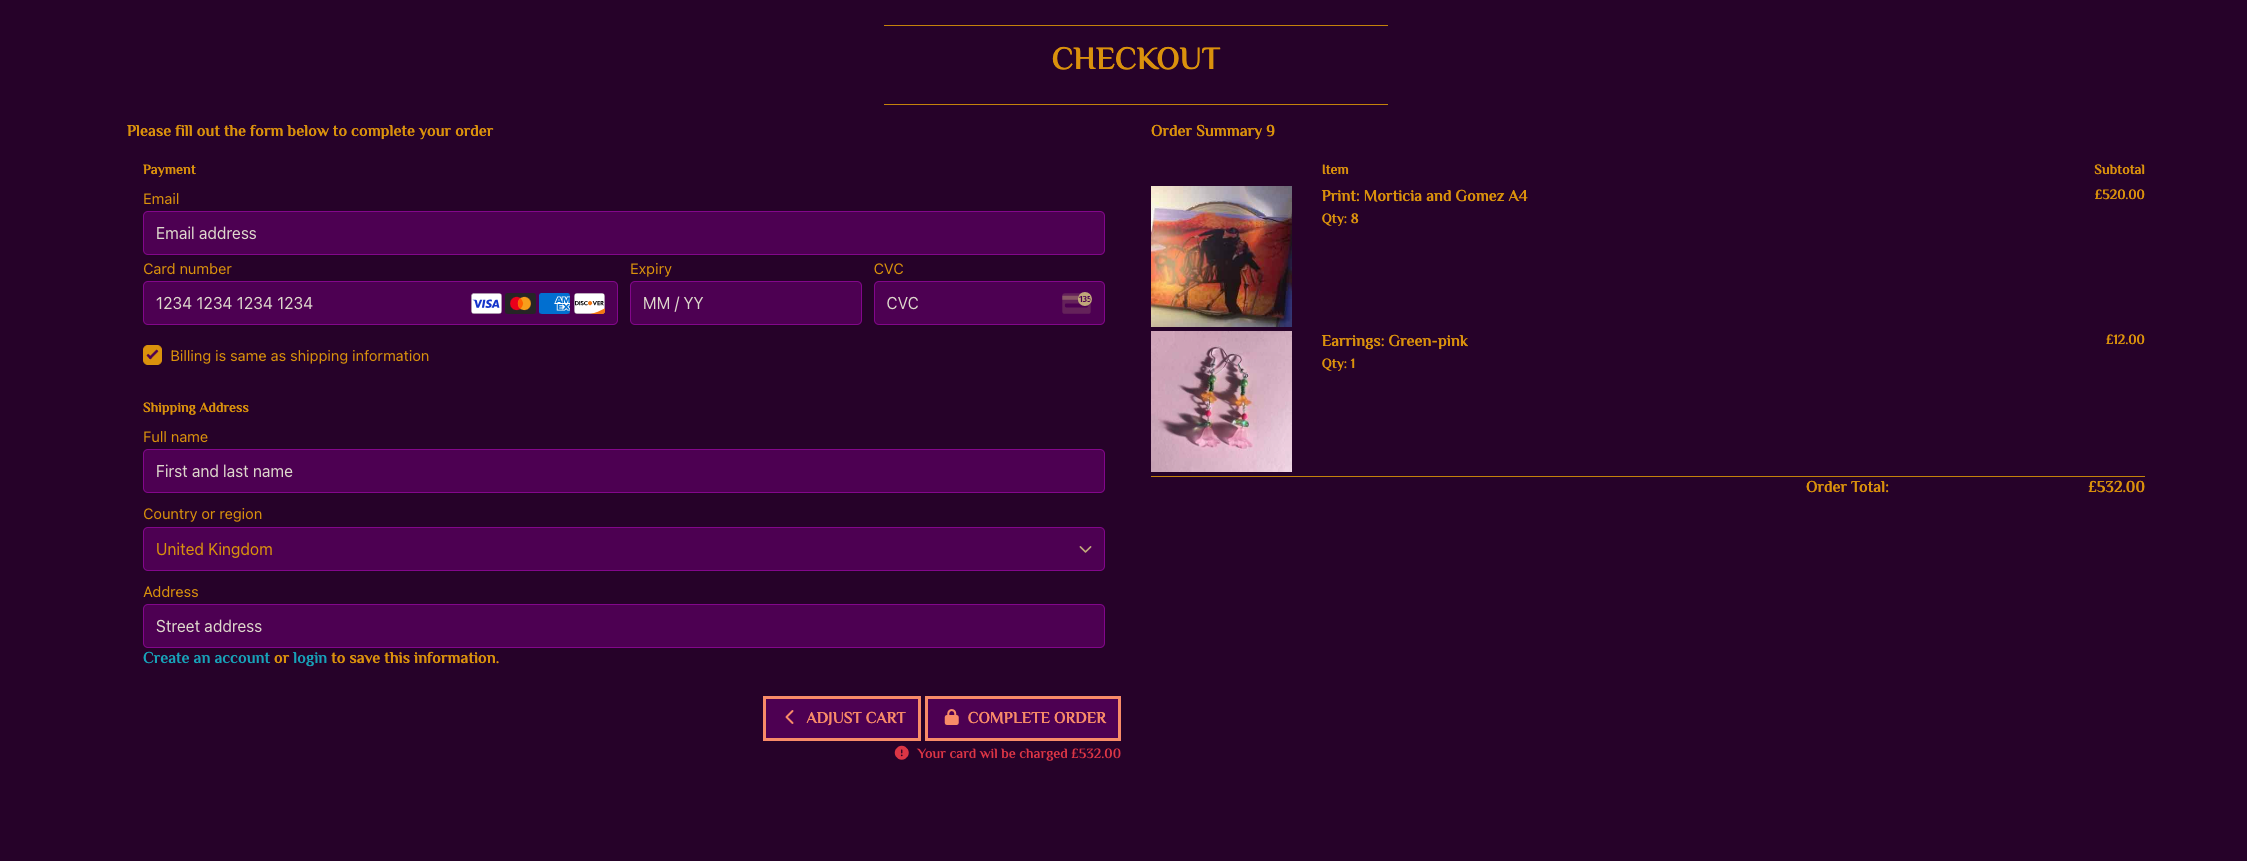 CHECKOUT
Please fill out the form below to complete your order
Payment
Email
Email address
Card number
Expiry
CVC
1234 1234 1234 1234
VISA
AM EX
DISCOVER
MM / YY
CVC
135
Billing is same as shipping information
Shipping Address
Full name
First and last name
Country or region
United Kingdom
Address
Street address
Create an account or login to save this information.
ADJUST CART
COMPLETE ORDER
Your card wil be charged £532.00
Order Summary 9
Item
Subtotal
Print: Morticia and Gomez A4
£520.00
Qty: 8
Earrings: Green-pink
£12.00
Qty: 1
Order Total:
£532.00